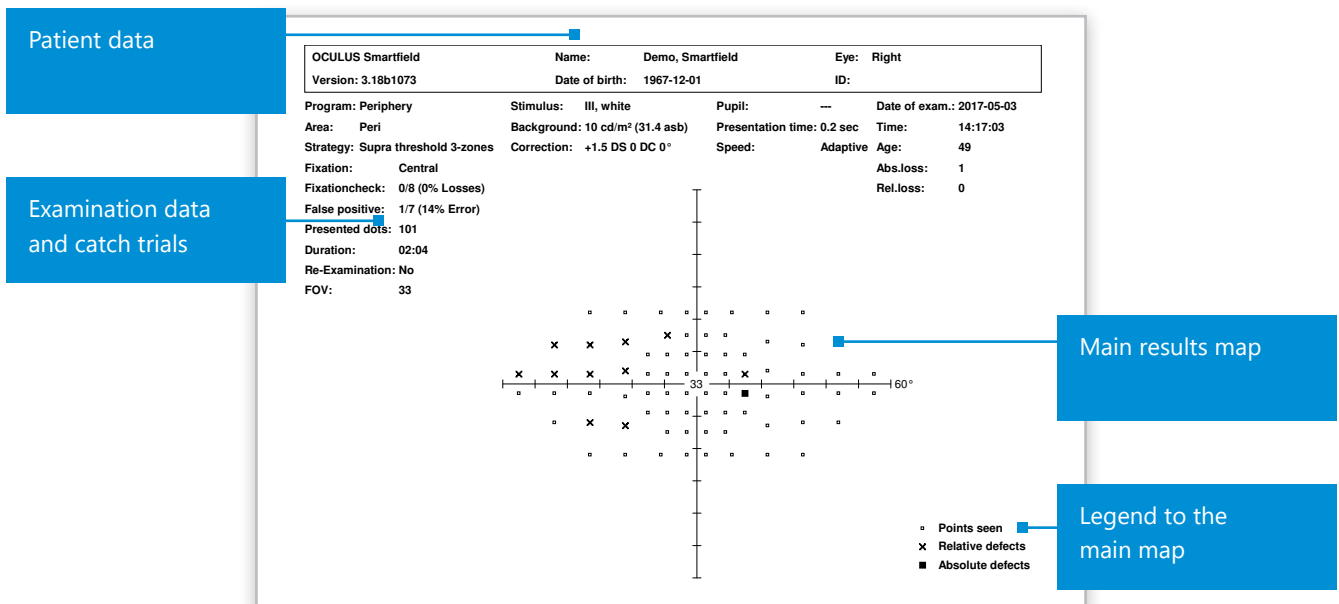 Patient data
OCULUS Smartfield Name: Demo, Smartfield Eye: Right
Version: 3.18b1073 Date of birth: 1967-12-01 ID:
Program: Periphery Stimulus: III, white Pupil: --- Date of exam.: 2017-05-03
Area: Peri Background: 10 cd/m² (31.4 asb) Presentation time: 0.2 sec Time: 14:17:03
Strategy: Supra threshold 3-zones Correction: +1.5 DS 0 DC 0° Speed: Adaptive Age: 49
Fixation: Central Abs.loss: 1
Fixationcheck: 0/8 (0% Losses) Rel.loss: 0
False positive: 1/7 (14% Error)
Presented dots: 101
Duration: 02:04
Re-Examination: No
FOV: 33
Examination data
and catch trials
Main results map
33 60°
Points seen
Relative defects
Absolute defects
Legend to the
main map